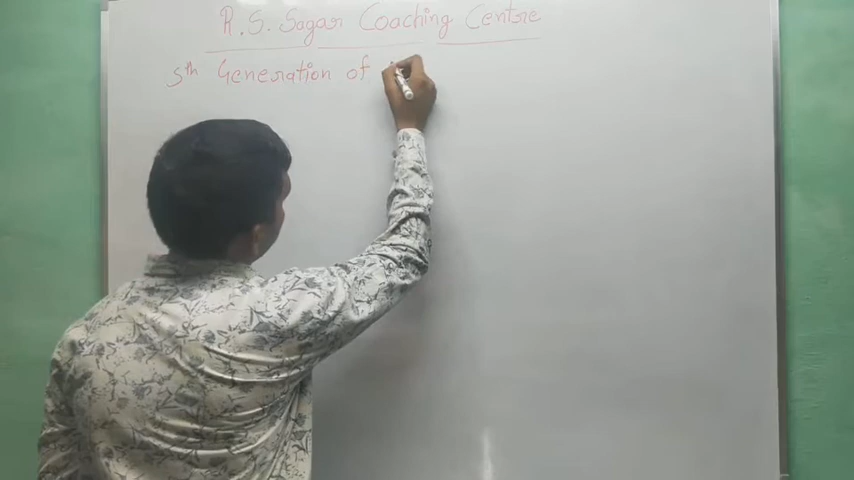 R.S. Sagar Coaching Centre
5th Generation of